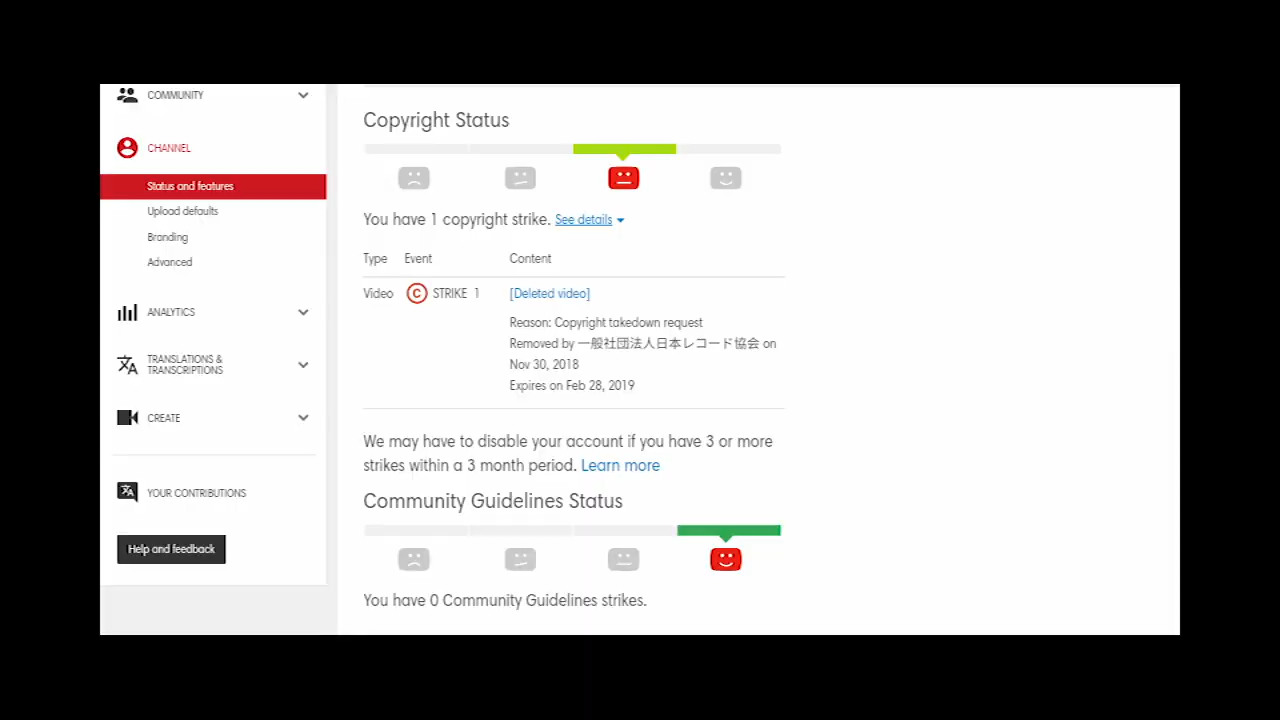 COMMUNITY
CHANNEL
Status and features
Upload defaults
Branding
Advanced
ANALYTICS
TRANSLATIONS &
TRANSCRIPTIONS
CREATE
YOUR CONTRIBUTIONS
Help and feedback
Copyright Status
You have 1 copyright strike. See details
Type Event Content
Video © STRIKE 1 [Deleted video]
Reason: Copyright takedown request
Removed by 一般社団法人日本レコード協会 on
Nov 30, 2018
Expires on Feb 28, 2019
We may have to disable your account if you have 3 or more
strikes within a 3 month period. Learn more
Community Guidelines Status
You have 0 Community Guidelines strikes.